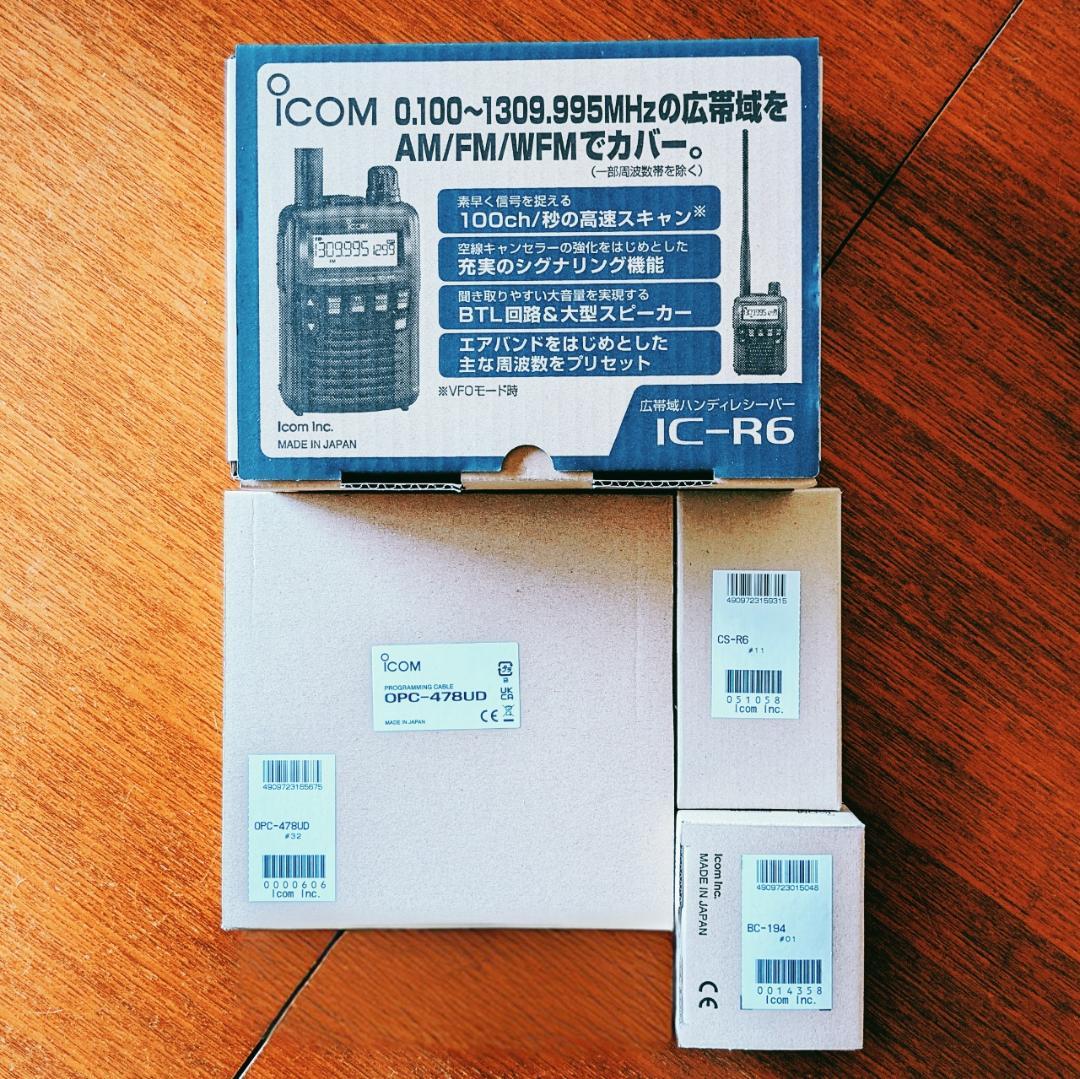 ICOM 0.100~1309.995MHzの広帯域を
AM/FM/WFMでカバー。
(一部周波数帯を除く)
素早く信号を捉える
100ch/秒の高速スキャン※
空線キャンセラーの強化をはじめとした
充実のシグナリング機能
聞き取りやすい大音量を実現する
BTL回路&大型スピーカー
エアバンドをはじめとした
主な周波数をプリセット
※VFOモード時
Icom Inc.
MADE IN JAPAN
広帯域ハンディレシーバー
IC-R6
ICOM
PROGRAMMING CABLE
OPC-478UD
MADE IN JAPAN
CE
UK
CA
4909723155675
OPC-478UD
#32
0000606
Icom Inc.
4909723159315
CS-R6
#11
051058
Icom Inc.
Icom Inc.
MADE IN JAPAN
CE
4909723015048
BC-194
#01
0014358
Icom Inc.